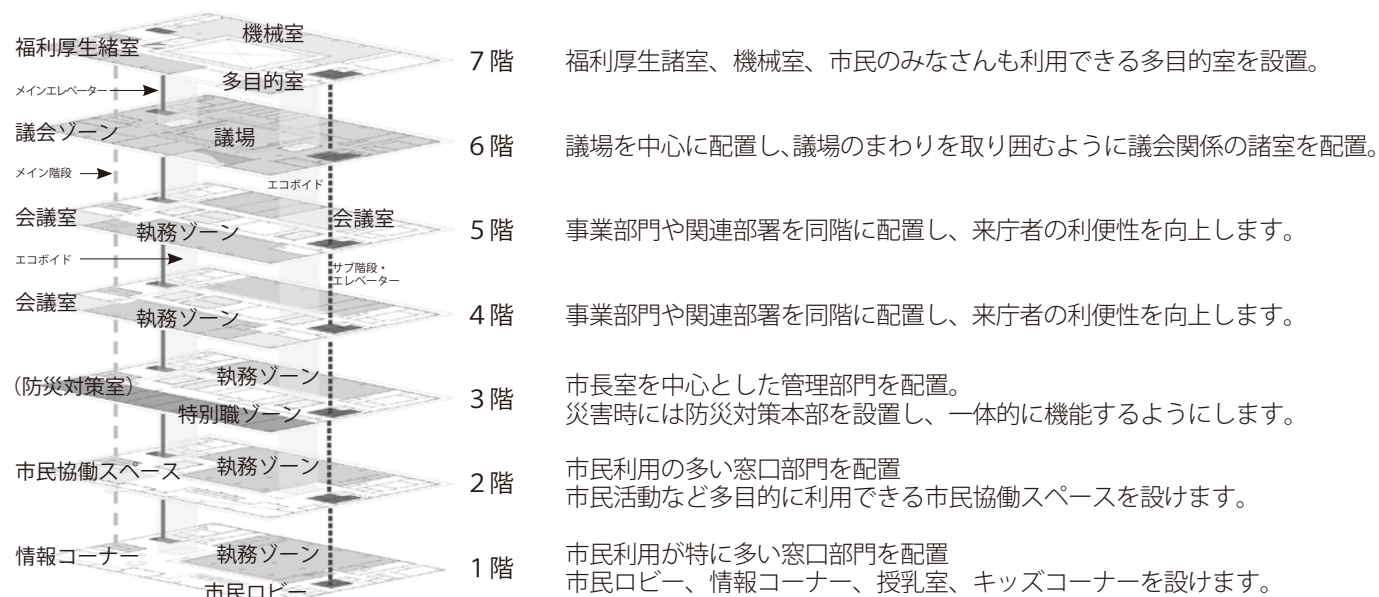 機械室
福利厚生緒室
7階
福利厚生諸室、機械室、市民のみなさんも利用できる多目的室を設置。
多目的室
メインエレベーター
議会ゾーン
議場
6階
議場を中心に配置し、議場のまわりを取り囲むように議会関係の諸室を配置。
メイン階段
エコボイド
会議室
会議室
執務ゾーン
5階
事業部門や関連部署を同階に配置し、来庁者の利便性を向上します。
エコボイド
サブ階段・
エレベーター
会議室
執務ゾーン
4階
事業部門や関連部署を同階に配置し、来庁者の利便性を向上します。
(防災対策室)
執務ゾーン
特別職ゾーン
3階
市長室を中心とした管理部門を配置。
災害時には防災対策本部を設置し、一体的に機能するようにします。
市民協働スペース
執務ゾーン
2階
市民利用の多い窓口部門を配置
市民活動など多目的に利用できる市民協働スペースを設けます。
情報コーナー
執務ゾーン
市民ロビー
1階
市民利用が特に多い窓口部門を配置
市民ロビー、情報コーナー、授乳室、キッズコーナーを設けます。